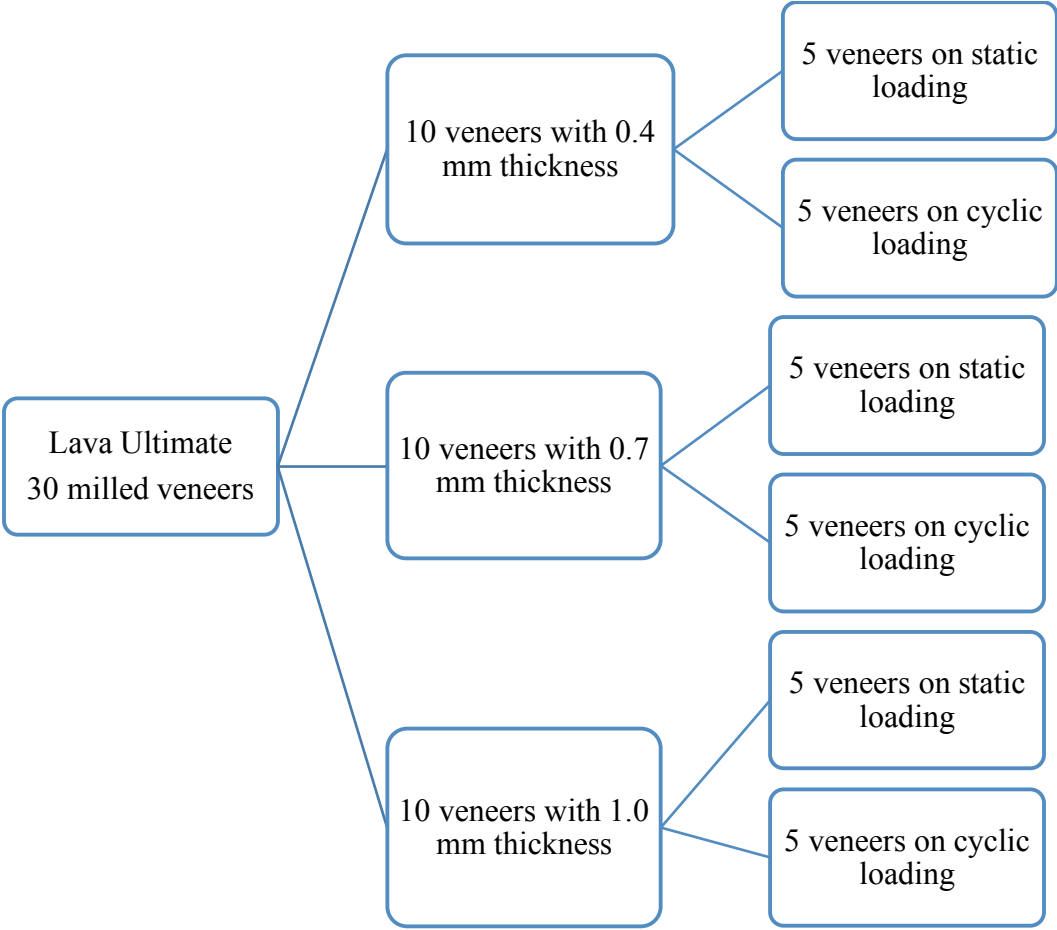 Lava Ultimate
30 milled veneers
10 veneers with 0.4
mm thickness
5 veneers on static
loading
5 veneers on cyclic
loading
10 veneers with 0.7
mm thickness
5 veneers on static
loading
5 veneers on cyclic
loading
10 veneers with 1.0
mm thickness
5 veneers on static
loading
5 veneers on cyclic
loading